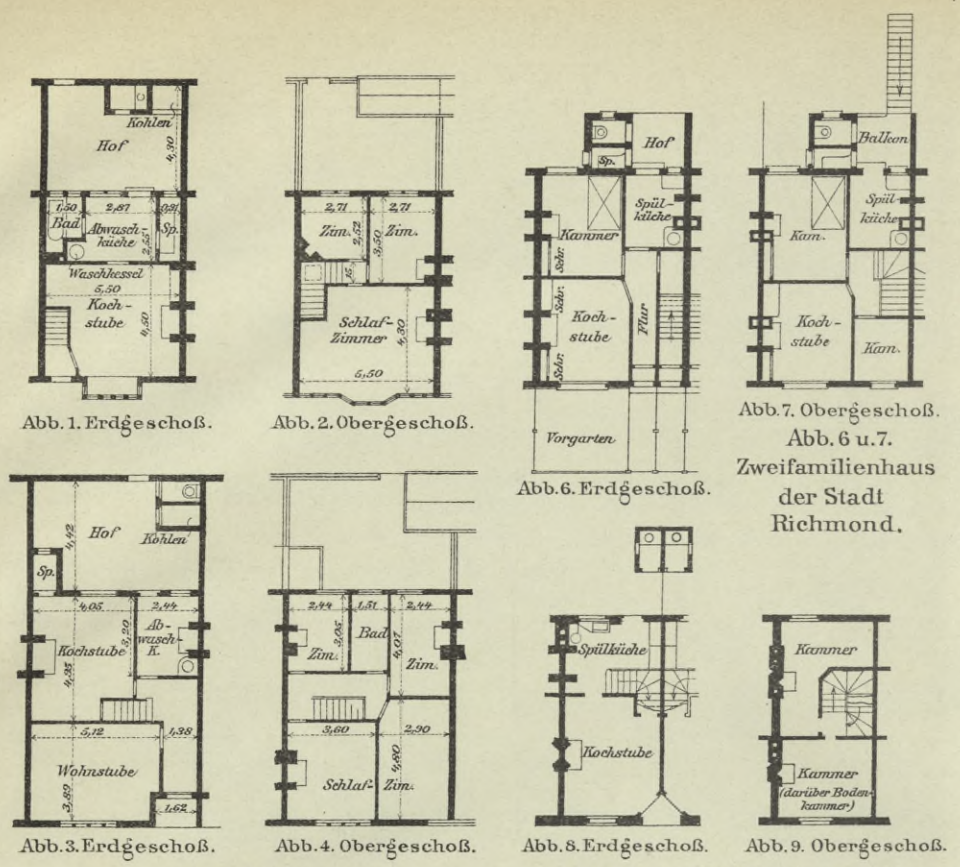 Kohlen
Hof
4,30
1,50
2,87
0,91
Bad
Abwasch
küche
2,55
Sp.
Waschkessel
5,50
Koch-
stube
4,50
Abb. 1. Erdgeschoß.
2,71
2,71
Zim.
2,52
3,50
Zim.
Schlaf-
Zimmer
4,30
5,50
Abb. 2. Obergeschoß.
Sp.
Hof
Kammer
Spül-
küche
Schr.
Schr.
Koch-
stube
Flur
Schr.
Vorgarten
Abb. 6. Erdgeschoß.
Balkon
Kam.
Spül-
küche
Koch-
stube
Kam.
Abb. 7. Obergeschoß.
Abb. 6 u. 7.
Zweifamilienhaus
der Stadt
Richmond.
Hof
4,42
Kohlen
Sp.
4,05
2,44
Kochstube
3,20
Ab-
wasch-
K.
4,95
5,12
1,38
Wohnstube
3,89
1,62
Abb. 3. Erdgeschoß.
2,44
1,51
2,44
Zim.
3,05
Bad
4,07
Zim.
3,60
2,90
Schlaf-
4,80
Zim.
Abb. 4. Obergeschoß.
Spülküche
Kochstube
Abb. 8. Erdgeschoß.
Kammer
Kammer
(darüber Boden-
kammer)
Abb. 9. Obergeschoß.